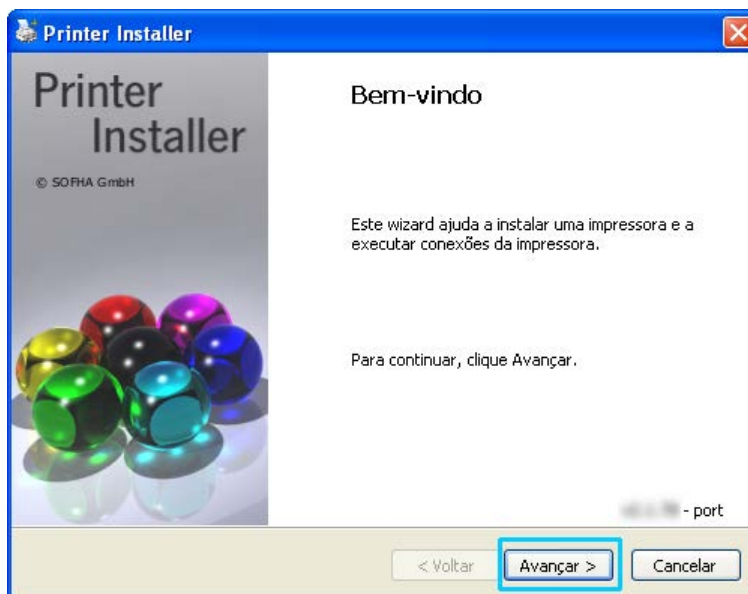 Printer Installer
Printer
Installer
© SOFHA GmbH
Bem-vindo
Este wizard ajuda a instalar uma impressora e a
executar conexões da impressora.
Para continuar, clique Avançar.
- port
< Voltar
Avançar >
Cancelar